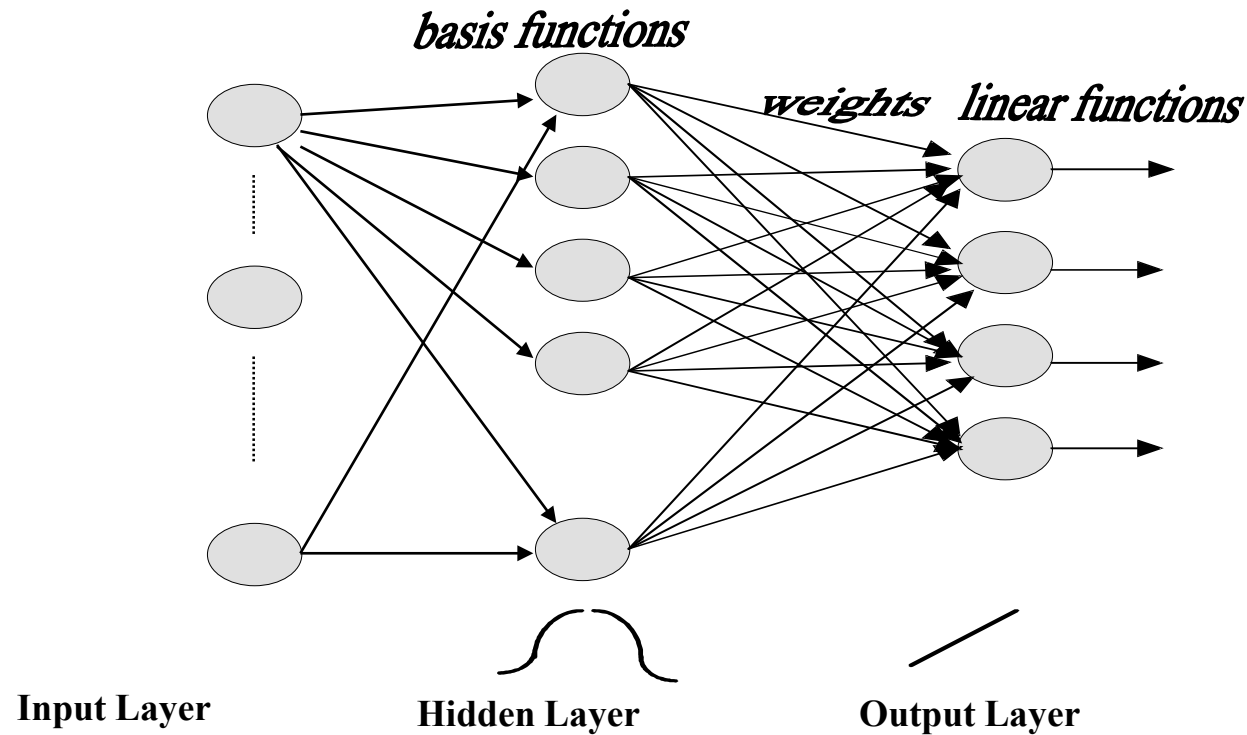 basis functions
weights
linear functions
Input Layer
Hidden Layer
Output Layer